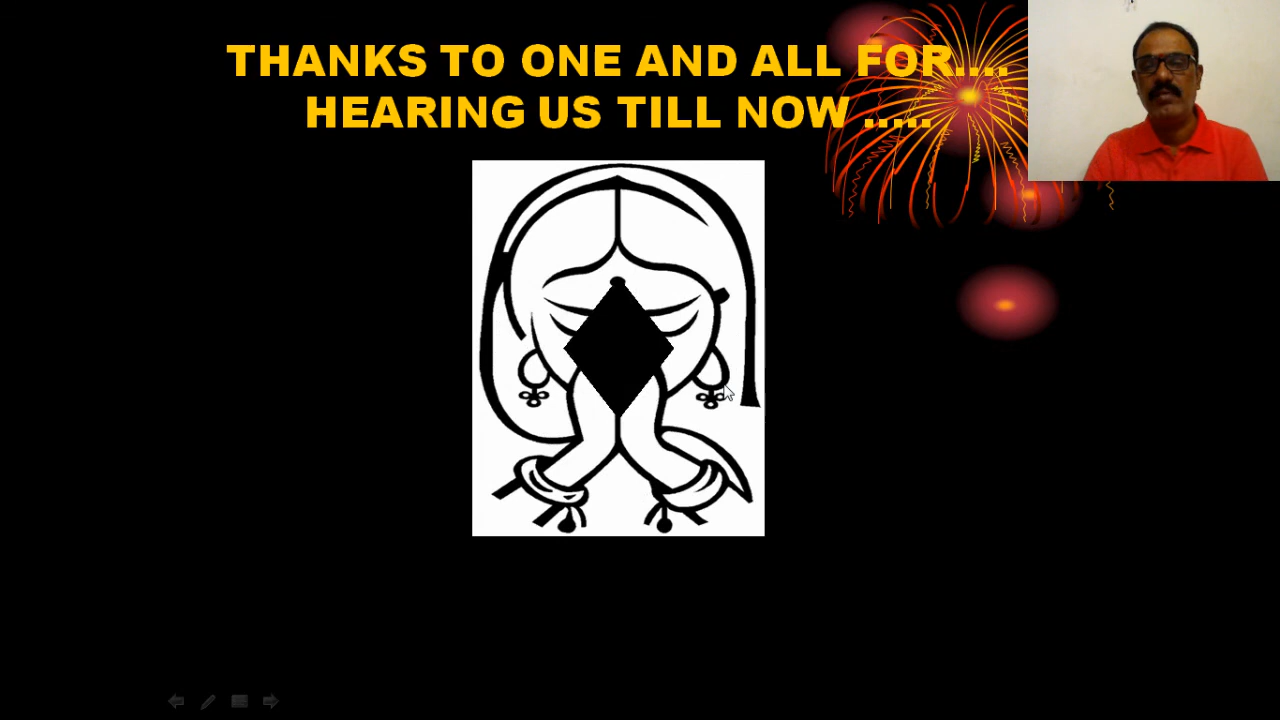 THANKS TO ONE AND ALL FOR....
HEARING US TILL NOW .....